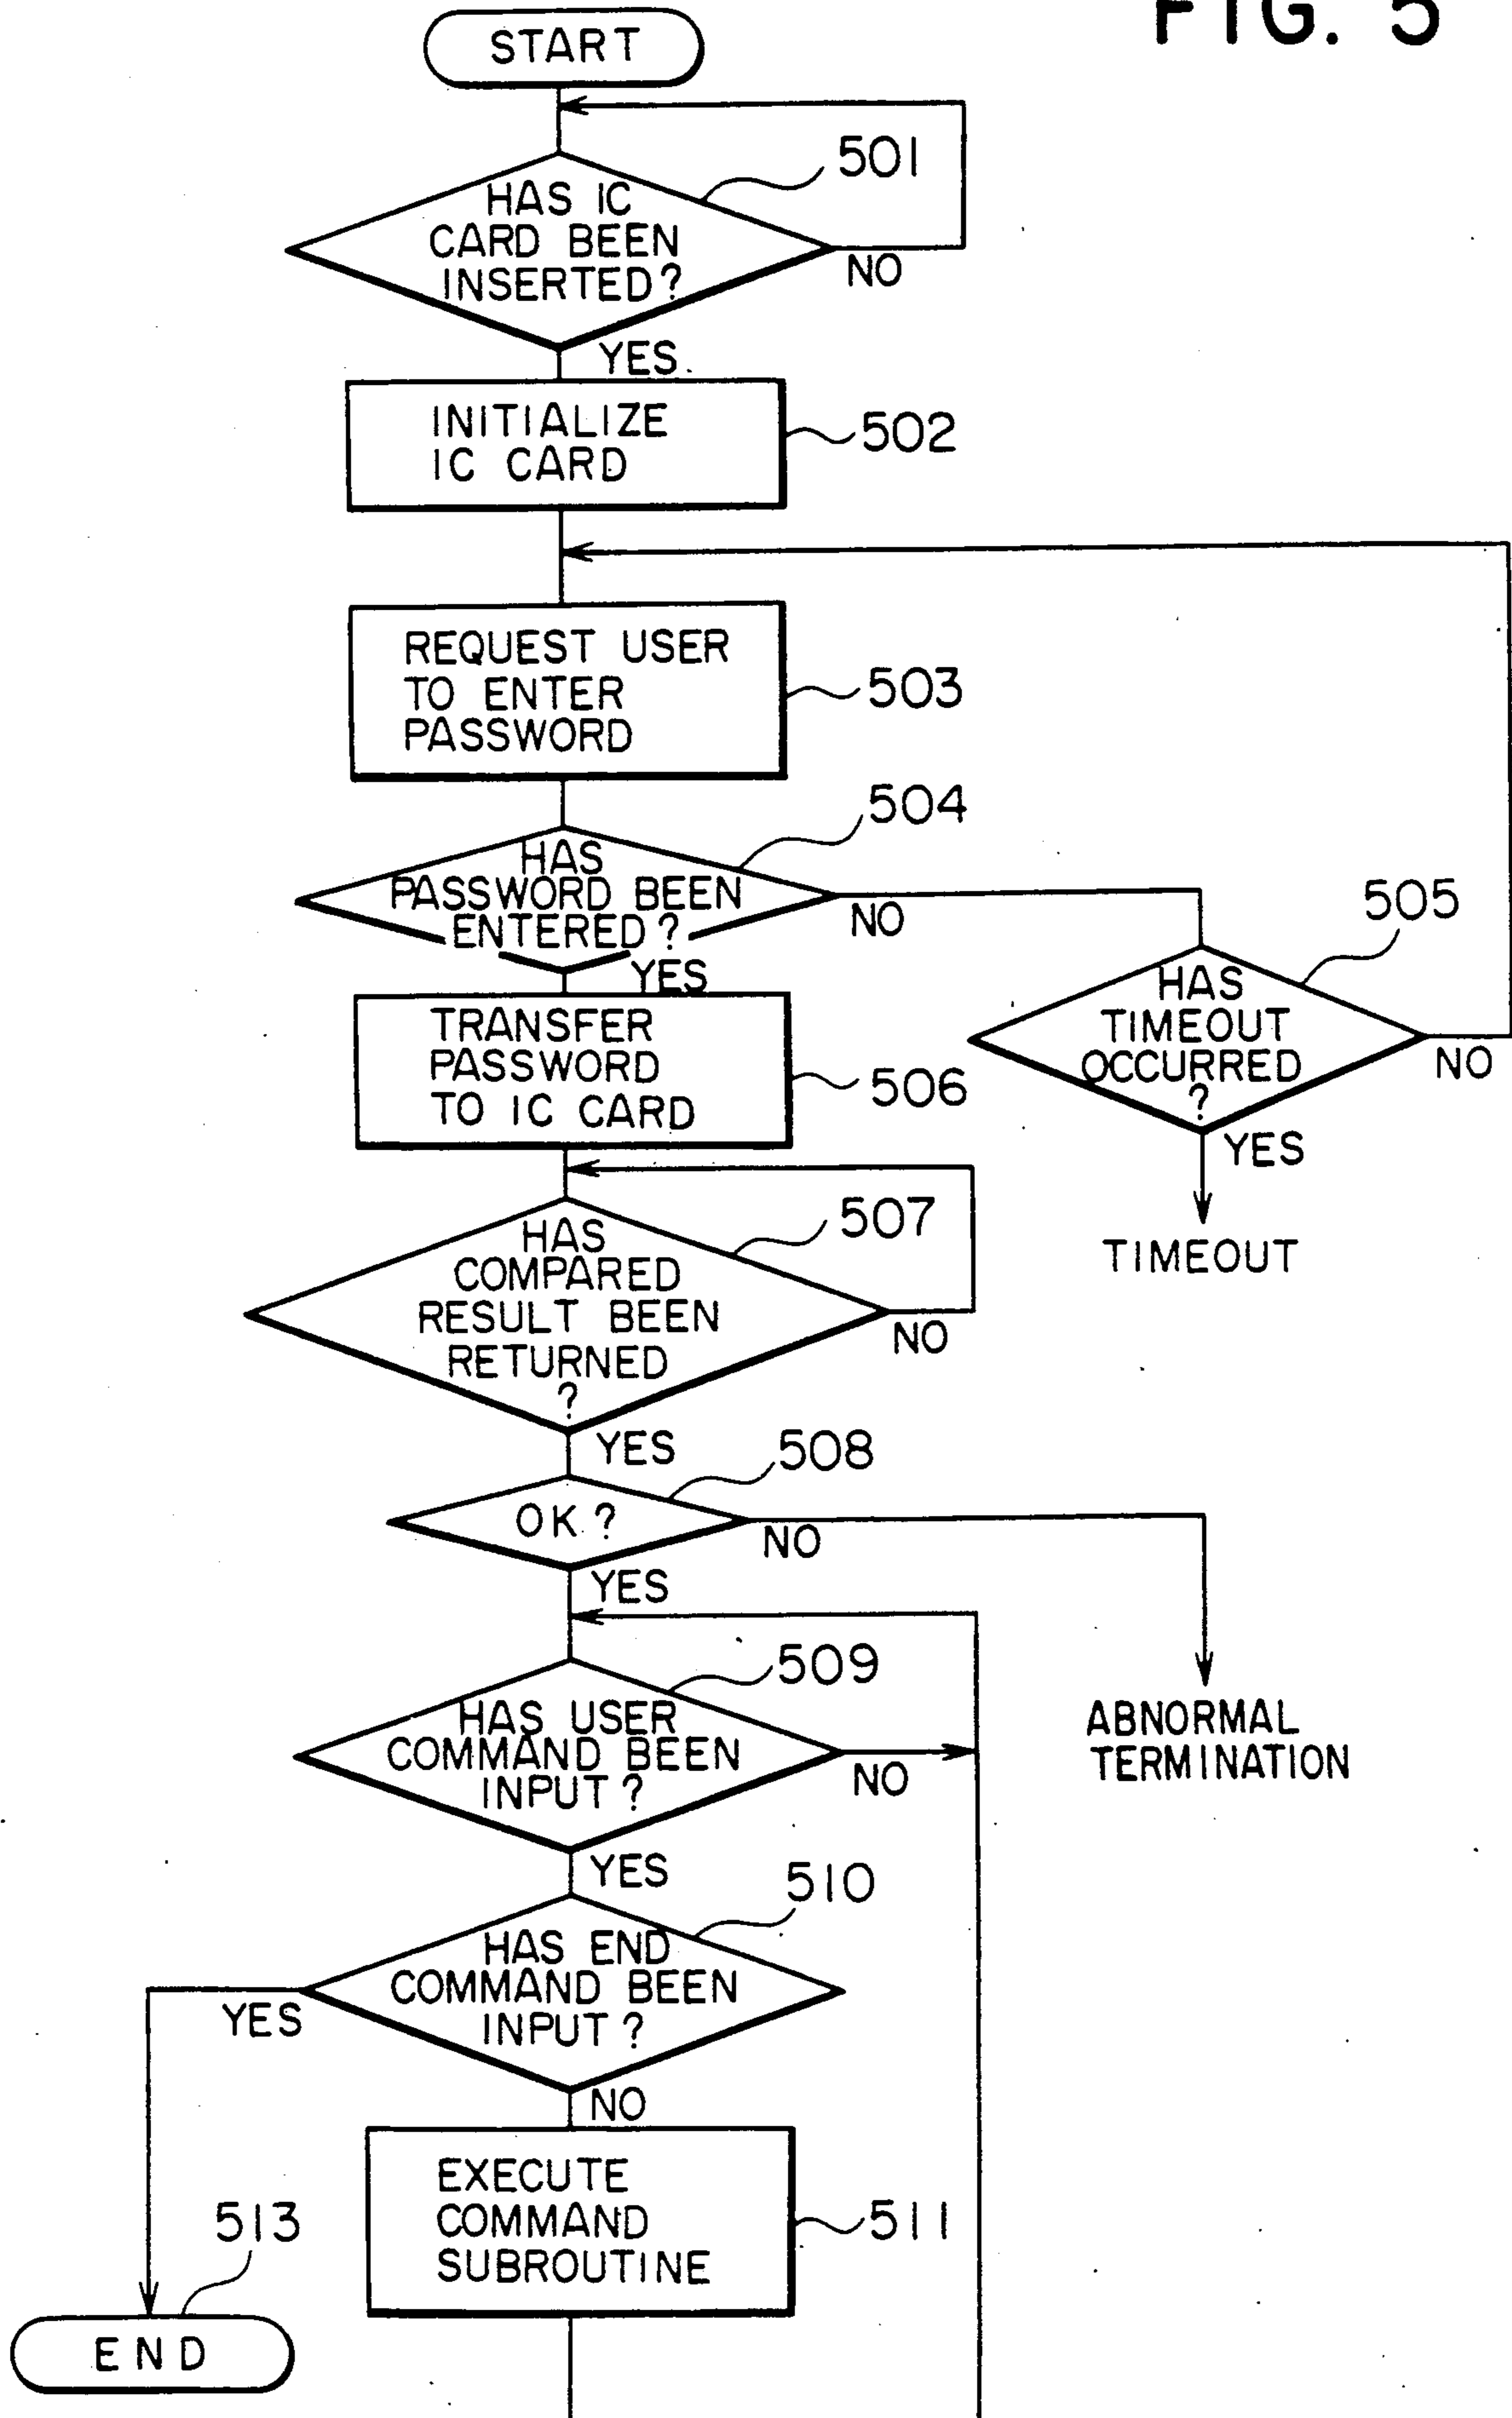 FIG. 5
START
501
HAS IC
CARD BEEN
INSERTED?
NO
YES
INITIALIZE
IC CARD
502
REQUEST USER
TO ENTER
PASSWORD
503
504
HAS
PASSWORD BEEN
ENTERED?
NO
YES
505
HAS
TIMEOUT
OCCURRED
?
NO
YES
TIMEOUT
TRANSFER
PASSWORD
TO IC CARD
506
507
HAS
COMPARED
RESULT BEEN
RETURNED
?
NO
YES
508
OK?
NO
YES
ABNORMAL
TERMINATION
509
HAS USER
COMMAND BEEN
INPUT?
NO
YES
510
HAS END
COMMAND BEEN
INPUT?
YES
NO
EXECUTE
COMMAND
SUBROUTINE
511
513
END